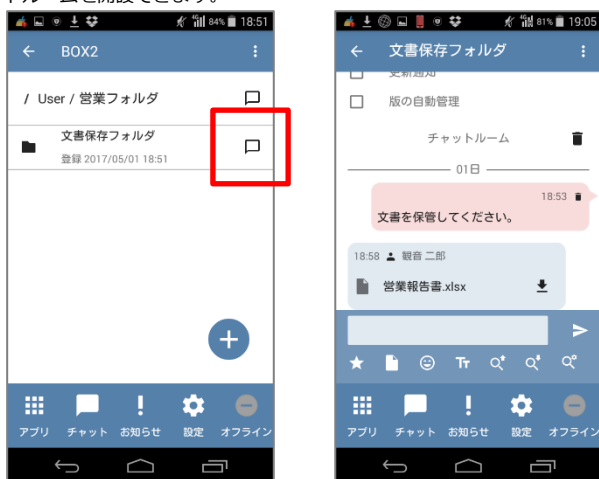 ドルームを開設できます。
84% 18:51
BOX2
/ User / 営業フォルダ
文書保存フォルダ
登録 2017/05/01 18:51
アプリ チャット お知らせ 設定 オフライン
81% 19:05
文書保存フォルダ
更新通知
版の自動管理
チャットルーム
01日
18:53
文書を保管してください。
18:58 観音 二郎
営業報告書.xlsx
Tт
アプリ チャット お知らせ 設定 オフライン